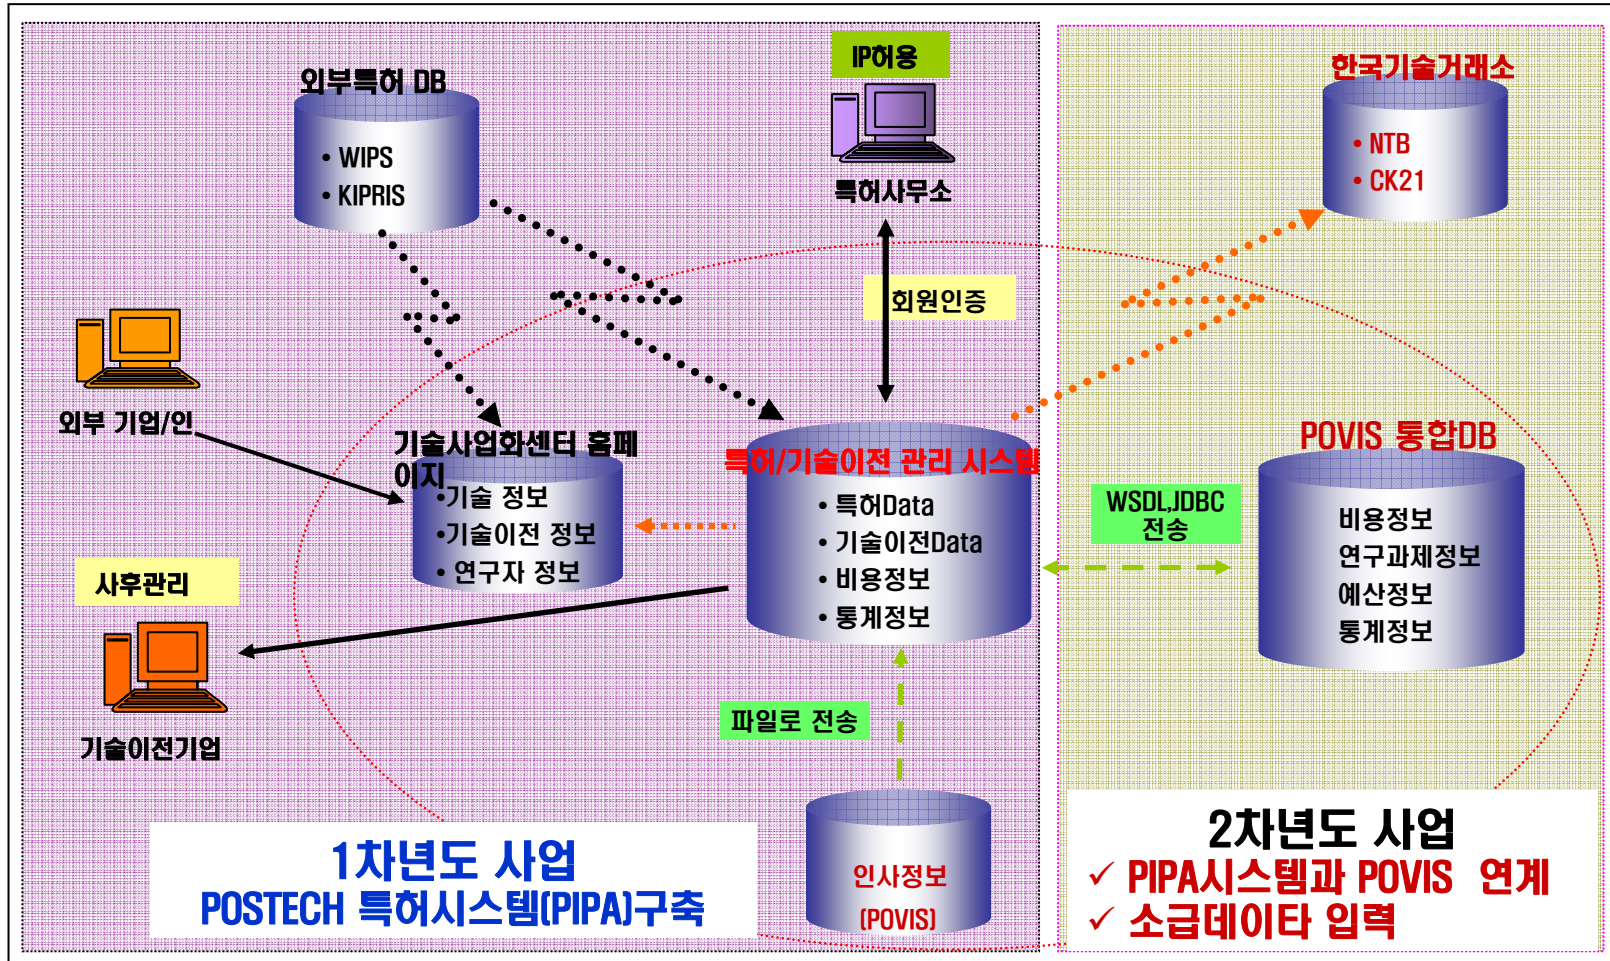 외부특허 DB
• WIPS
• KIPRIS
IP허용
특허사무소
회원인증
한국기술거래소
• NTB
• CK21
외부 기업/인
기술사업화센터 홈페
이지
•기술 정보
•기술이전 정보
• 연구자 정보
특허/기술이전 관리 시스템
• 특허Data
• 기술이전Data
• 비용정보
• 통계정보
WSDL,JDBC
전송
POVIS 통합DB
비용정보
연구과제정보
예산정보
통계정보
사후관리
기술이전기업
파일로 전송
인사정보
(POVIS)
1차년도 사업
POSTECH 특허시스템(PIPA)구축
2차년도 사업
✓ PIPA시스템과 POVIS 연계
✓ 소급데이타 입력